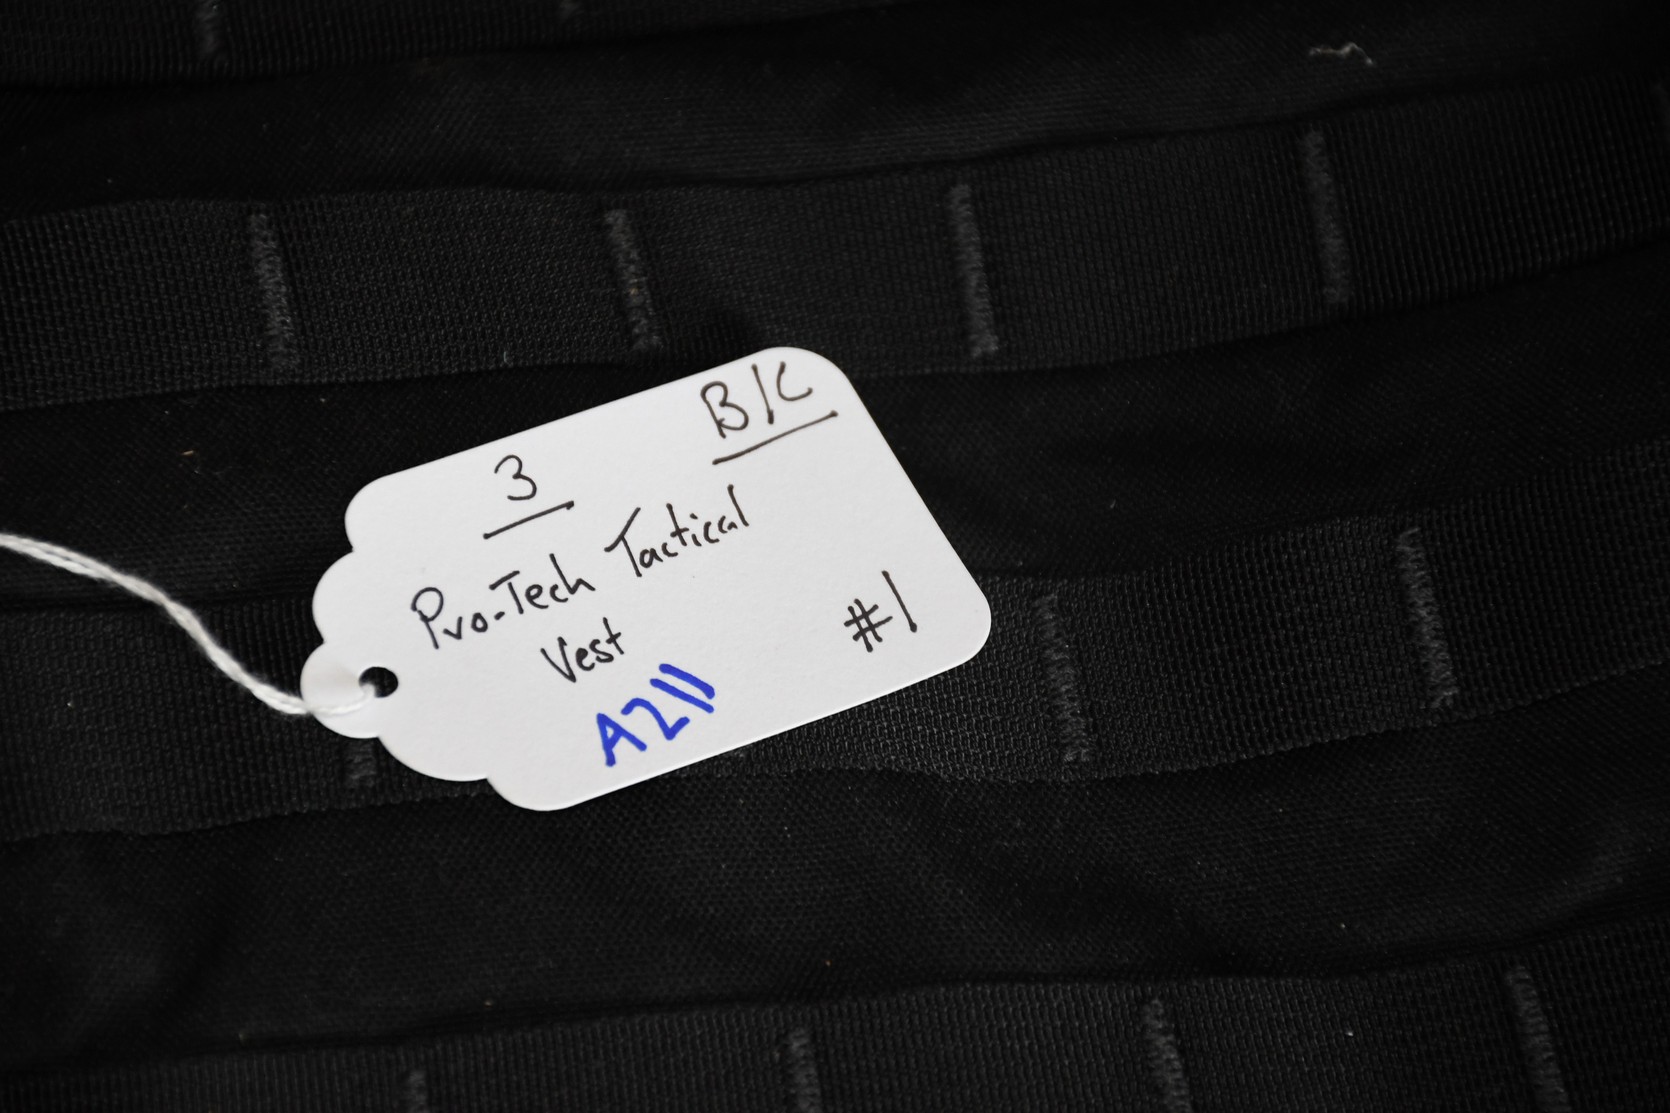 B/C
3
Pro-Tech Tactical
Vest
#1
A211